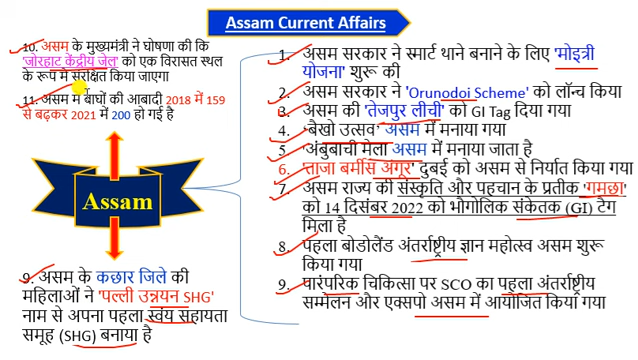 Assam Current Affairs
10. असम के मुख्यमंत्री ने घोषणा की कि
'जोरहाट केंद्रीय जेल' को एक विरासत स्थल
के रूप में संरक्षित किया जाएगा
11. असम में बाघों की आबादी 2018 में 159
से बढ़कर 2021 में 200 हो गई है
Assam
9. असम के कछार जिले की
महिलाओं ने 'पल्ली उन्नयन SHG'
नाम से अपना पहला स्वयं सहायता
समूह (SHG) बनाया है
1. असम सरकार ने स्मार्ट थाने बनाने के लिए 'मोइत्री
योजना' शुरू की
2. असम सरकार ने 'Orunodoi Scheme' को लॉन्च किया
3. असम की 'तेजपुर लीची' को GI Tag दिया गया
4. 'बैखो उत्सव' असम में मनाया गया
5 'अंबुबाची मेला असम में मनाया जाता है
6. 'ताजा बर्मीस अंगूर' दुबई को असम से निर्यात किया गया
7. असम राज्य की संस्कृति और पहचान के प्रतीक 'गमछा'
को 14 दिसंबर 2022 को भौगोलिक संकेतक (GI) टैग
मिला है
8. पहला बोडोलैंड अंतर्राष्ट्रीय ज्ञान महोत्सव असम शुरू
किया गया
9. पारंपरिक चिकित्सा पर SCO का पहला अंतर्राष्ट्रीय
सम्मेलन और एक्सपो असम में आयोजित किया गया